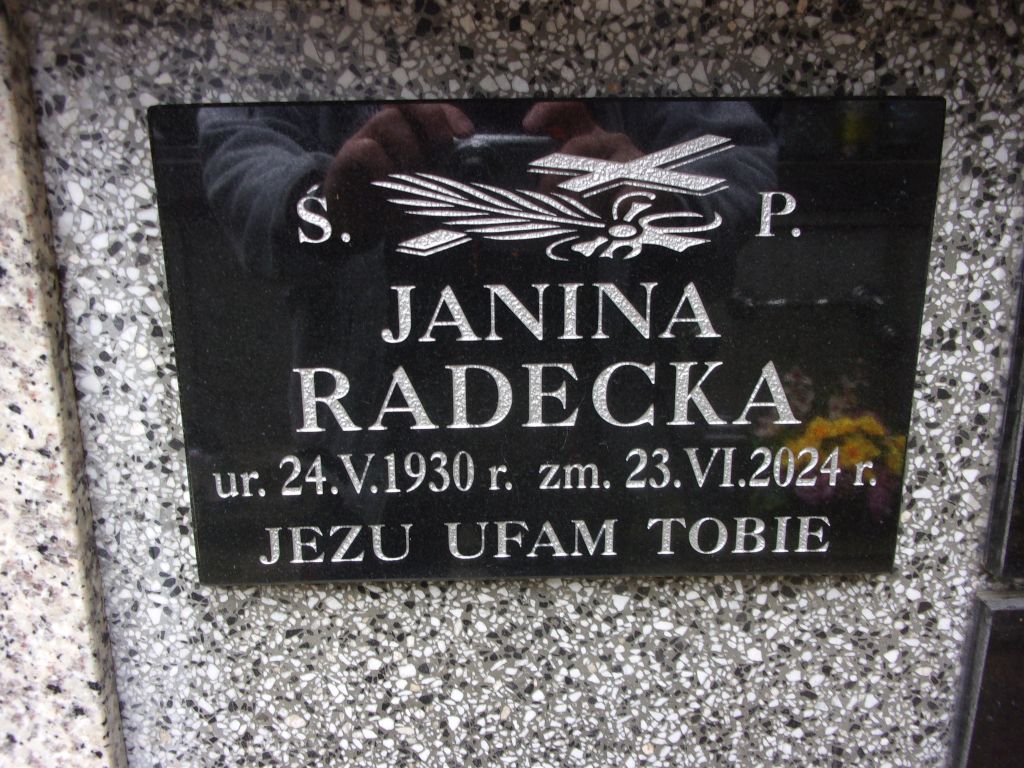 Ś. P.
JANINA
RADECKA
ur. 24.V.1930 r. zm. 23.VI.2024 r.
JEZU UFAM TOBIE